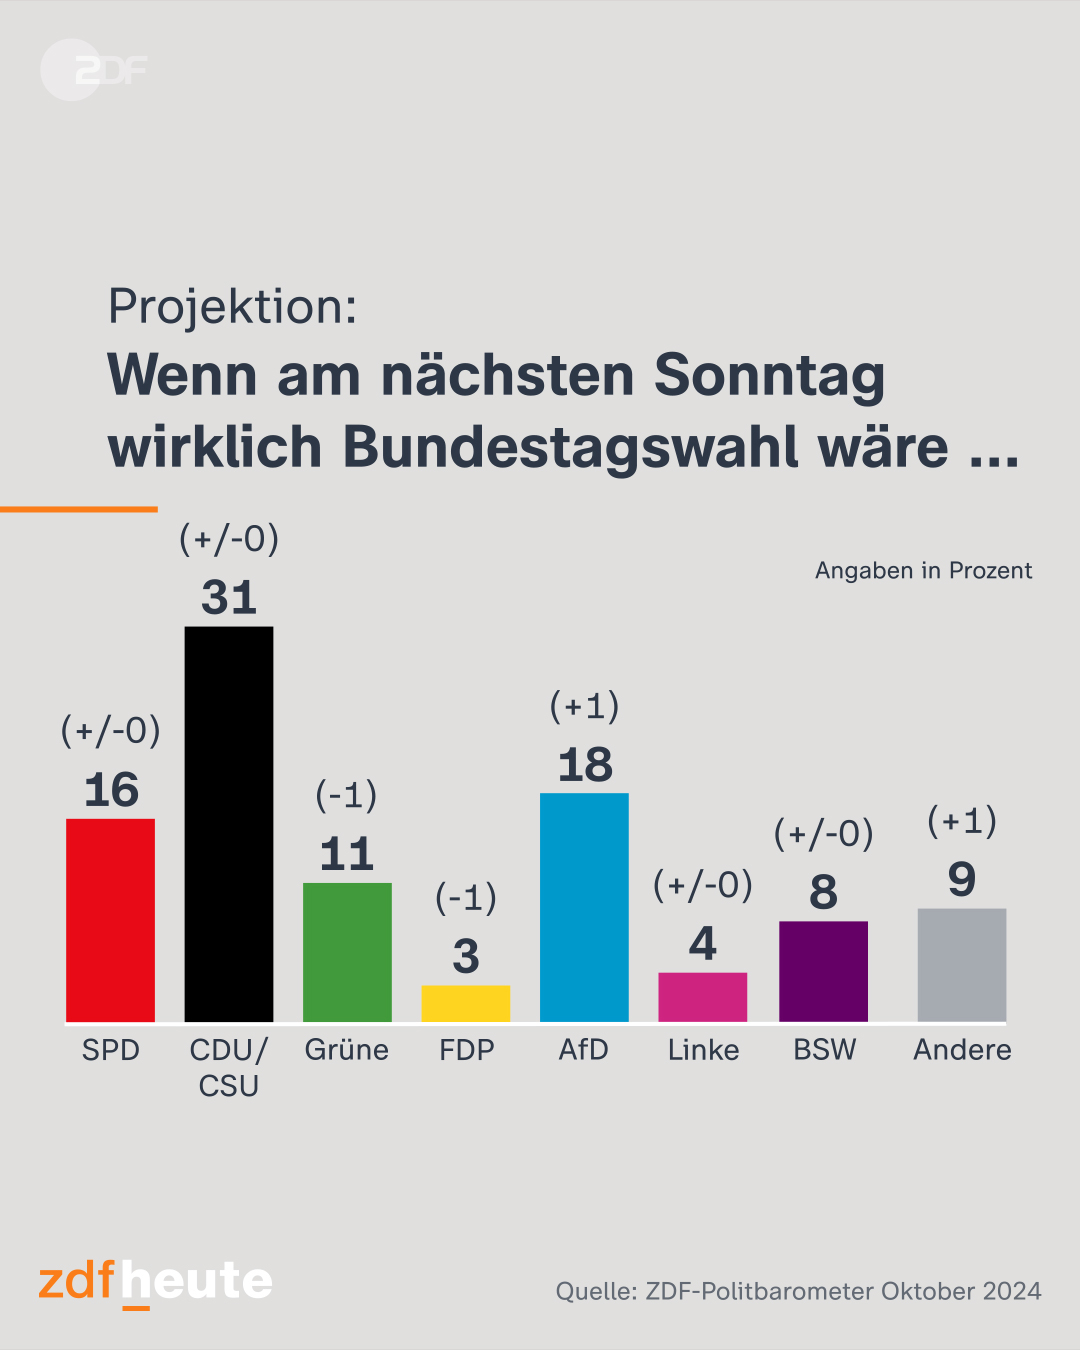 ZDF
Projektion:
Wenn am nächsten Sonntag
wirklich Bundestagswahl wäre ...
Angaben in Prozent
(+/-0)
16
(+/-0)
31
(-1)
11
(-1)
3
(+1)
18
(+/-0)
4
(+/-0)
8
(+1)
9
SPD
CDU/
CSU
Grüne
FDP
AfD
Linke
BSW
Andere
zdfheute
Quelle: ZDF-Politbarometer Oktober 2024